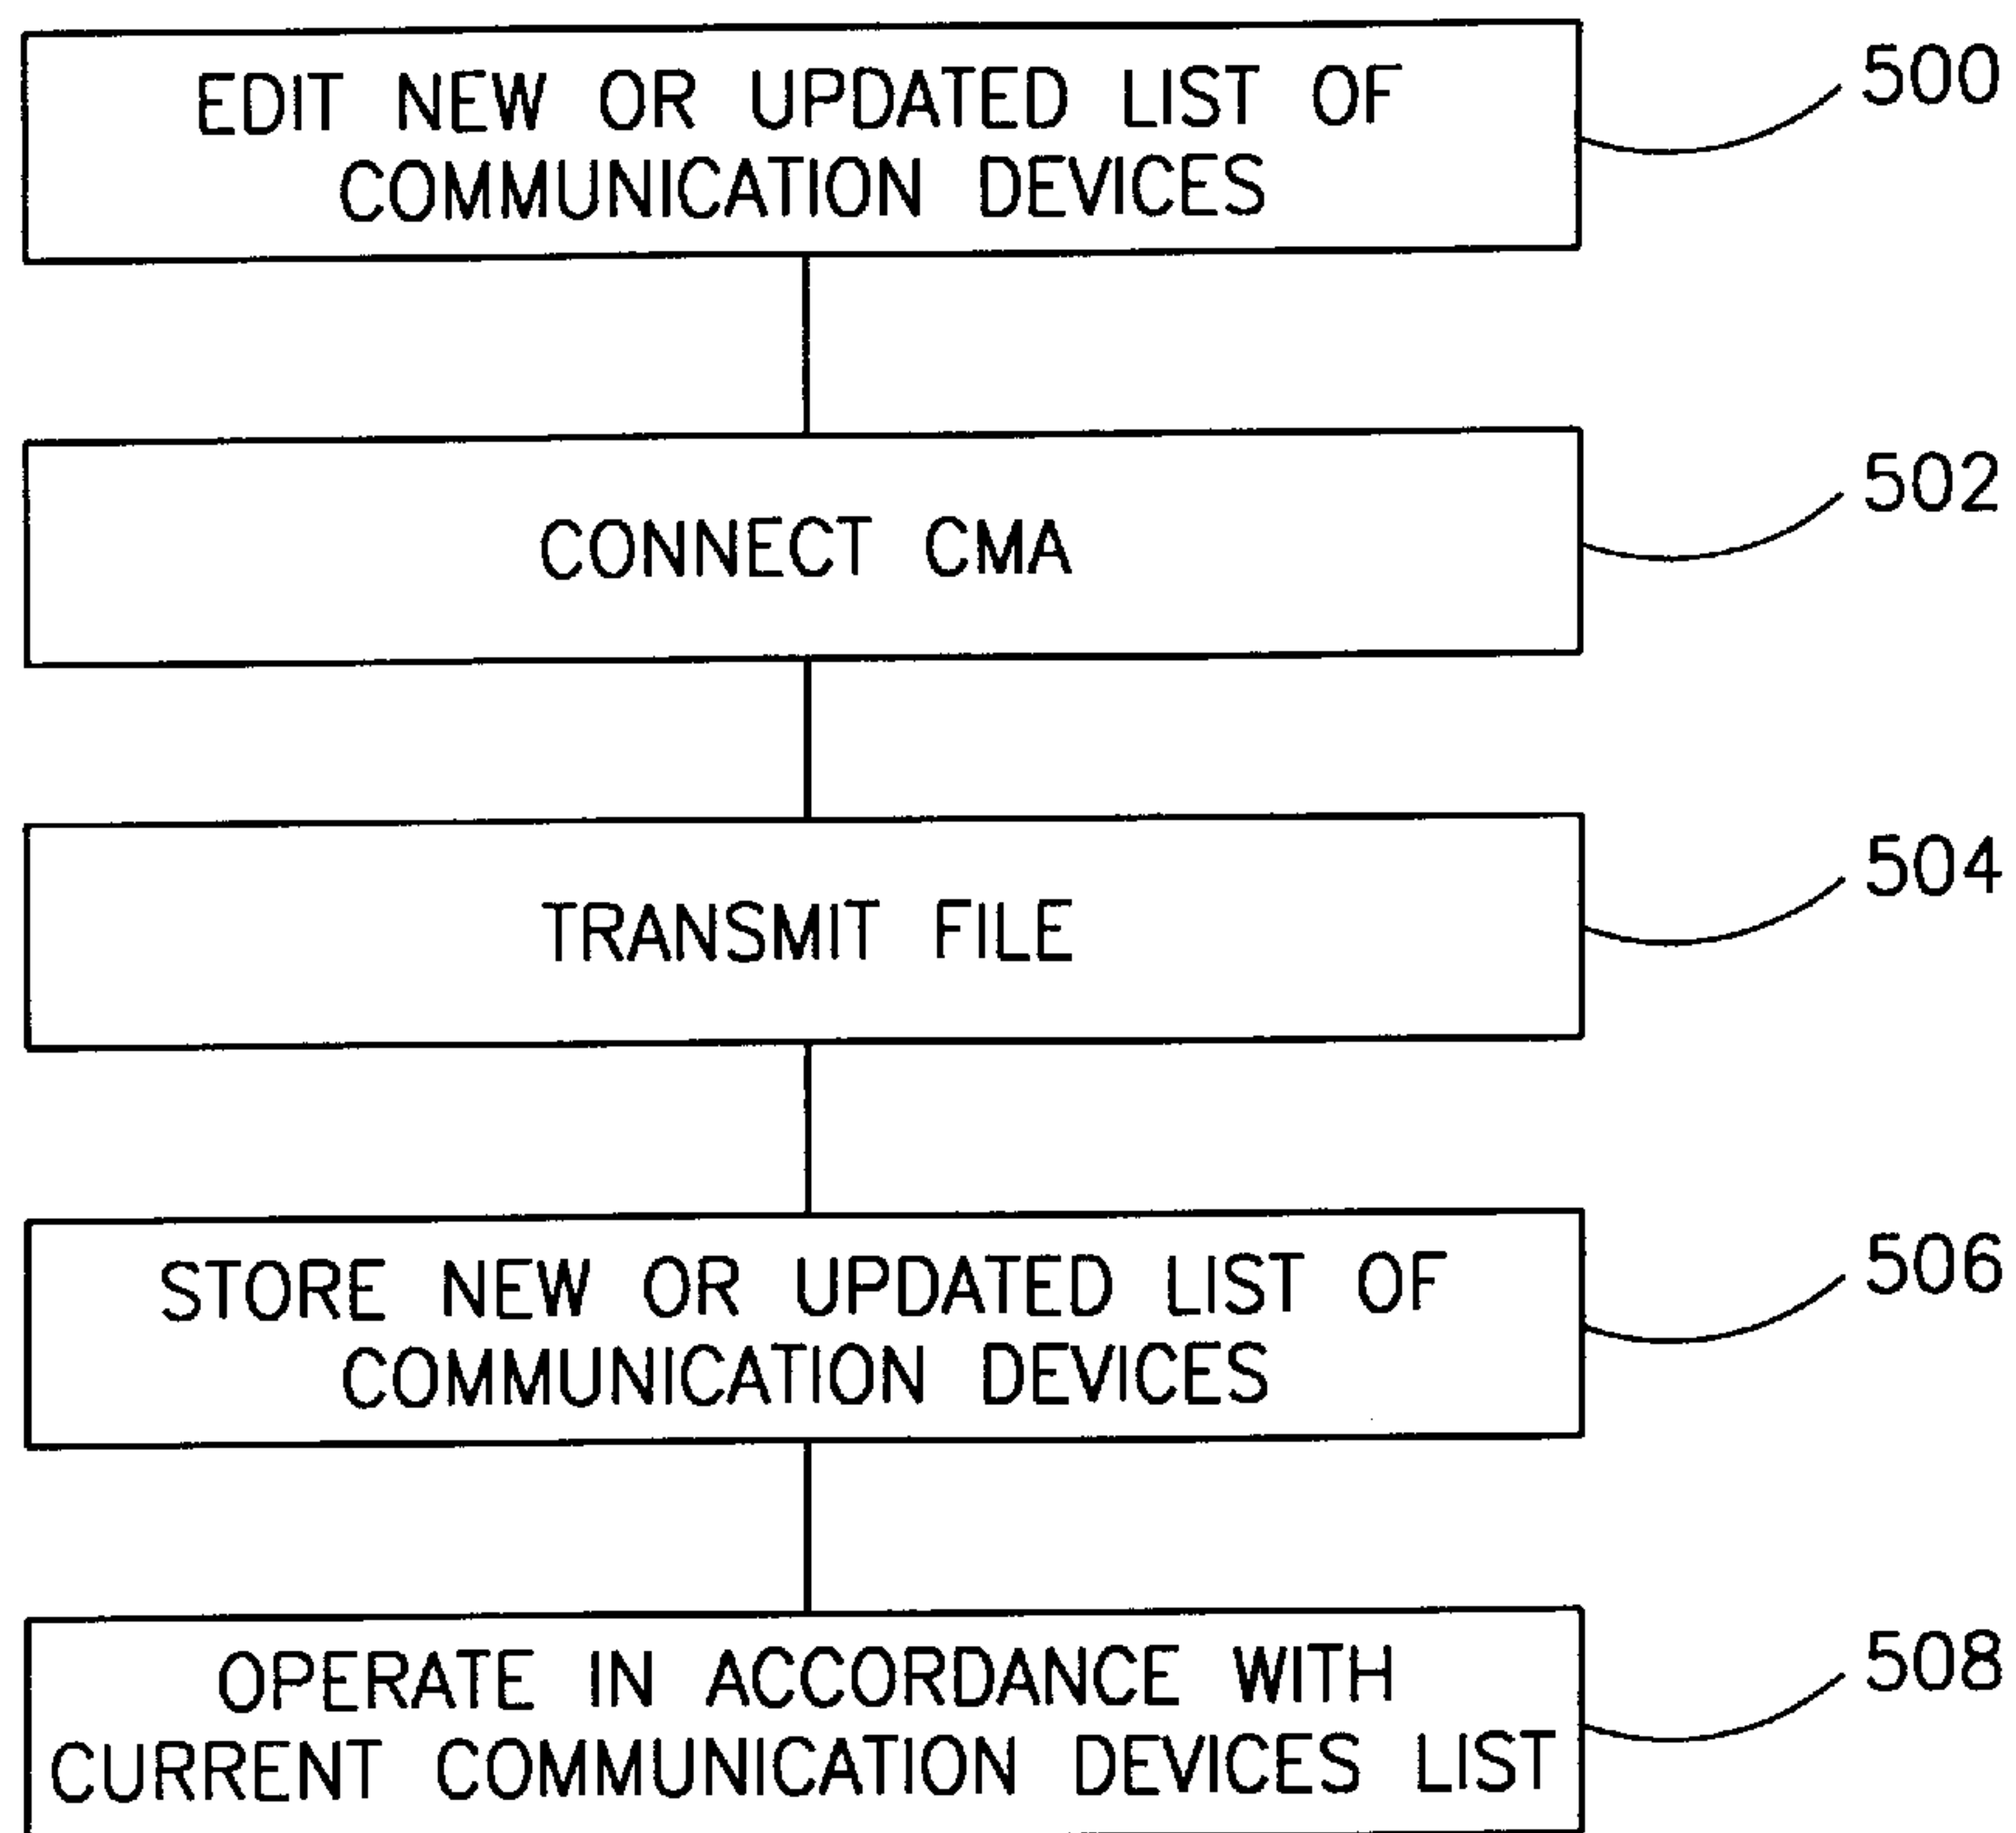 EDIT NEW OR UPDATED LIST OF
COMMUNICATION DEVICES
500
CONNECT CMA
502
TRANSMIT FILE
504
STORE NEW OR UPDATED LIST OF
COMMUNICATION DEVICES
506
OPERATE IN ACCORDANCE WITH
CURRENT COMMUNICATION DEVICES LIST
508